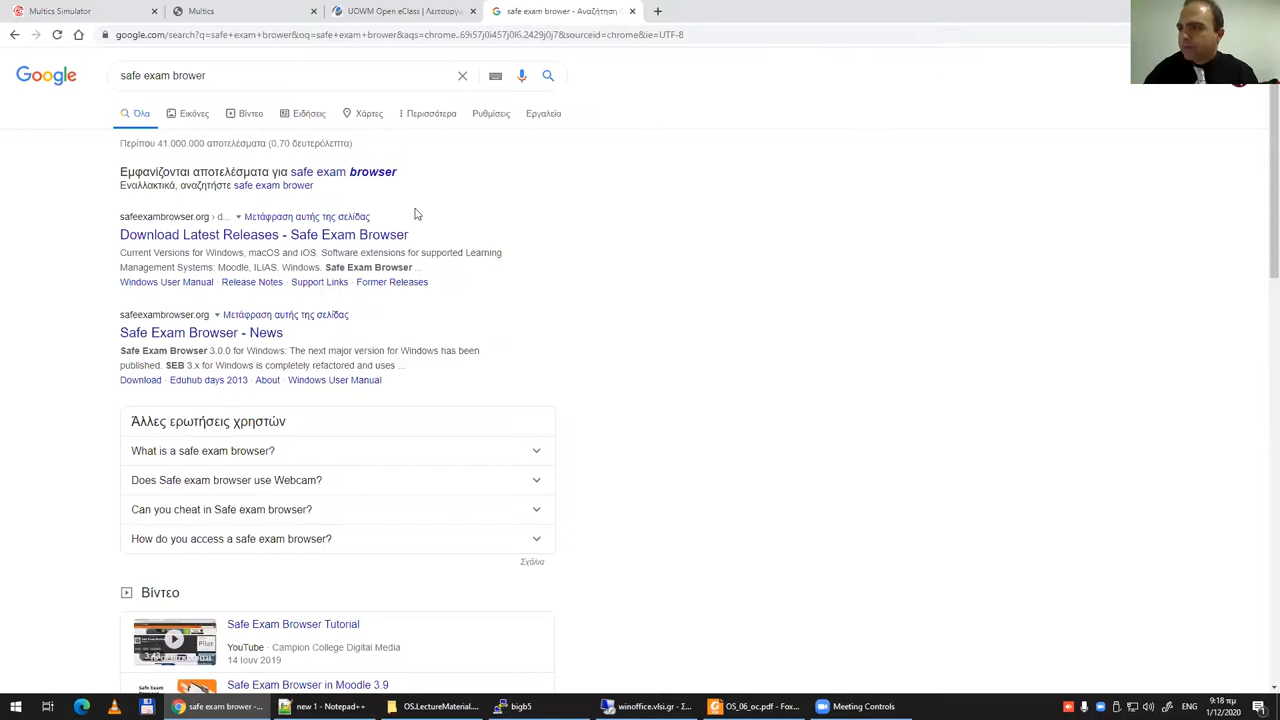 Multics Simulator
Multics
UOWM Open eClass | Λειτουργι
safe exam brower - Αναζήτηση G
google.com/search?q=safe+exam+brower&oq=safe+exam+brower&aqs=chrome..69i57j0i457j0l6.2429j0j7&sourceid=chrome&ie=UTF-8
Google
safe exam brower
Όλα
Εικόνες
Βίντεο
Ειδήσεις
Χάρτες
Περισσότερα
Ρυθμίσεις
Εργαλεία
Περίπου 41.000.000 αποτελέσματα (0,70 δευτερόλεπτα)
Εμφανίζονται αποτελέσματα για safe exam browser
Εναλλακτικά, αναζητήστε safe exam brower
safeexambrowser.org › d... Μετάφραση αυτής της σελίδας
Download Latest Releases - Safe Exam Browser
Current Versions for Windows, macOS and iOS. Software extensions for supported Learning
Management Systems: Moodle, ILIAS. Windows. Safe Exam Browser ...
Windows User Manual · Release Notes · Support Links · Former Releases
safeexambrowser.org Μετάφραση αυτής της σελίδας
Safe Exam Browser - News
Safe Exam Browser 3.0.0 for Windows: The next major version for Windows has been
published. SEB 3.x for Windows is completely refactored and uses ...
Download · Eduhub days 2013 · About · Windows User Manual
Άλλες ερωτήσεις χρηστών
What is a safe exam browser?
Does Safe exam browser use Webcam?
Can you cheat in Safe exam browser?
How do you access a safe exam browser?
Σχόλια
Βίντεο
Safe Exam Browser Tutorial
YouTube · Campion College Digital Media
14 Ιουν 2019
Safe Exam Browser in Moodle 3.9
safe exam brower - ...
new 1 - Notepad++
OS.LectureMaterial...
bigb5
winoffice.vlsi.gr - Σ...
OS_06_oc.pdf - Fox...
Meeting Controls
ENG
9:18 πμ
1/12/2020